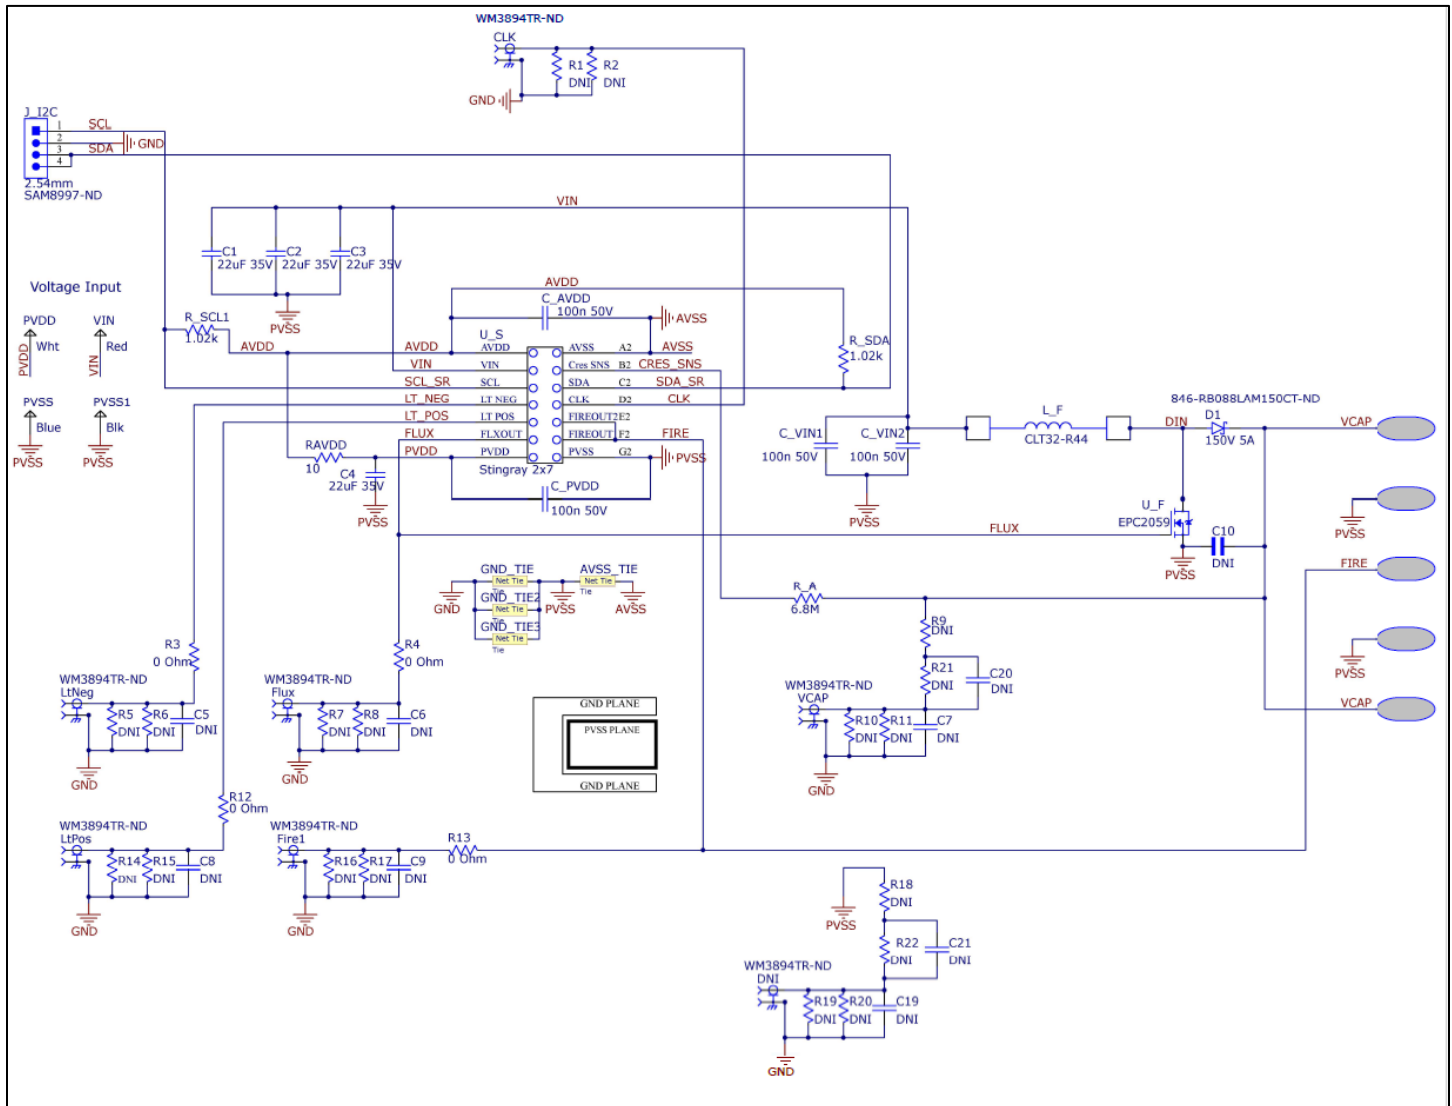 WM3894TR-ND
CLK
R1
DNI
R2
DNI
GND
J_I2C
1
SCL
2
GND
3
SDA
4
2.54mm
SAM8997-ND
VIN
C1
22uF 35V
C2
22uF 35V
C3
22uF 35V
PVSS
Voltage Input
PVDD
Wht
PVDD
VIN
Red
VIN
PVSS
Blue
PVSS
PVSS1
Blk
PVSS
R_SCL1
1.02k
AVDD
AVDD
C_AVDD
100n 50V
AVSS
U_S
AVDD
AVDD
AVSS
A2
AVSS
VIN
VIN
Cres SNS
B2
CRES_SNS
SCL_SR
SCL
SDA
C2
SDA_SR
LT_NEG
LT NEG
CLK
D2
CLK
LT_POS
LT POS
FIREOUT2
E2
FLUX
FLXOUT
FIREOUT
F2
FIRE
PVDD
PVDD
PVSS
G2
PVSS
Stingray 2x7
R_SDA
1.02k
RAVDD
10
C4
22uF 35V
PVSS
C_PVDD
100n 50V
C_VIN1
100n 50V
C_VIN2
100n 50V
PVSS
L_F
CLT32-R44
846-RB088LAM150CT-ND
DIN
D1
150V 5A
VCAP
PVSS
U_F
EPC2059
FLUX
C10
DNI
PVSS
FIRE
PVSS
VCAP
GND_TIE
Net Tie
Tie
GND_TIE2
Net Tie
Tie
GND_TIE3
Net Tie
Tie
AVSS_TIE
Net Tie
Tie
GND
PVSS
AVSS
R_A
6.8M
R9
DNI
R21
DNI
C20
DNI
WM3894TR-ND
VCAP
R10
DNI
R11
DNI
C7
DNI
GND
R3
0 Ohm
WM3894TR-ND
LtNeg
R5
DNI
R6
DNI
C5
DNI
GND
R4
0 Ohm
WM3894TR-ND
Flux
R7
DNI
R8
DNI
C6
DNI
GND
GND PLANE
PVSS PLANE
GND PLANE
R12
0 Ohm
WM3894TR-ND
LtPos
R14
DNI
R15
DNI
C8
DNI
GND
WM3894TR-ND
Fire1
R16
DNI
R17
DNI
C9
DNI
GND
R13
0 Ohm
R18
DNI
PVSS
R22
DNI
C21
DNI
WM3894TR-ND
DNI
R19
DNI
R20
DNI
C19
DNI
GND